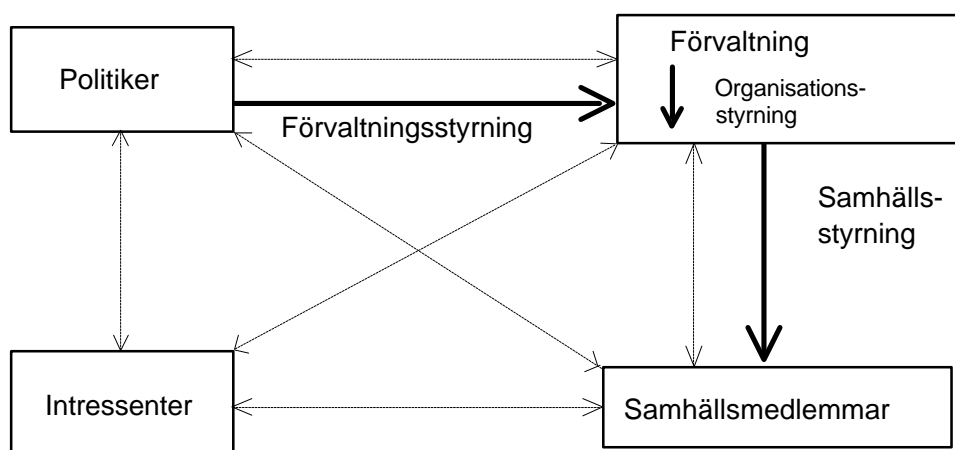 Politiker
Förvaltning
Organisations-
styrning
Förvaltningsstyrning
Samhälls-
styrning
Intressenter
Samhällsmedlemmar